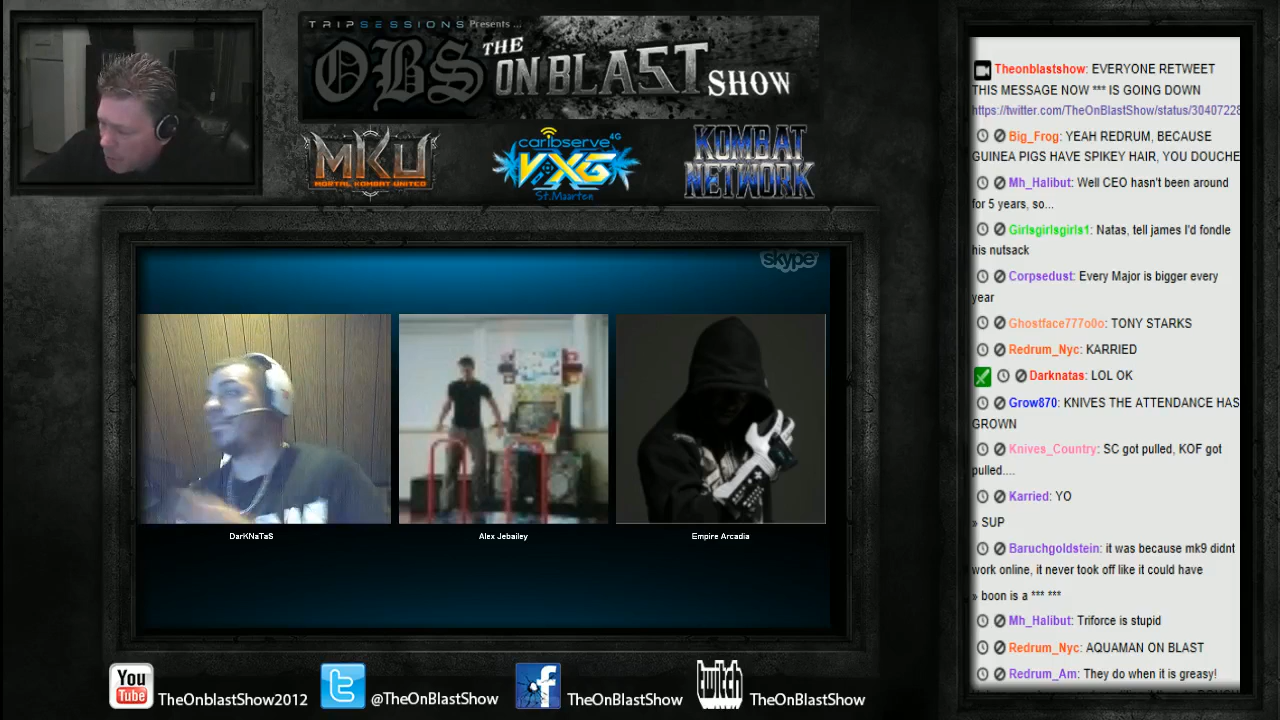 TRIPSESSIONS Presents ...
OBS THE ON BLAST SHOW
MKU
MORTAL KOMBAT UNITED
caribserve 4G
VXG
St.Maarten
KOMBAT
NETWORK
skype
DarKNaTaS
Alex Jebailey
Empire Arcadia
You Tube TheOnblastShow2012
t @TheOnBlastShow
f TheOnBlastShow
twitch TheOnBlastShow
Theonblastshow: EVERYONE RETWEET
THIS MESSAGE NOW *** IS GOING DOWN
https://twitter.com/TheOnBlastShow/status/30407228
Big_Frog: YEAH REDRUM, BECAUSE
GUINEA PIGS HAVE SPIKEY HAIR, YOU DOUCHE
Mh_Halibut: Well CEO hasn't been around
for 5 years, so...
Girlsgirlsgirls1: Natas, tell james I'd fondle
his nutsack
Corpsedust: Every Major is bigger every
year
Ghostface777o0o: TONY STARKS
Redrum_Nyc: KARRIED
Darknatas: LOL OK
Grow870: KNIVES THE ATTENDANCE HAS
GROWN
Knives_Country: SC got pulled, KOF got
pulled....
Karried: YO
» SUP
Baruchgoldstein: it was because mk9 didnt
work online, it never took off like it could have
» boon is a *** ***
Mh_Halibut: Triforce is stupid
Redrum_Nyc: AQUAMAN ON BLAST
Redrum_Am: They do when it is greasy!